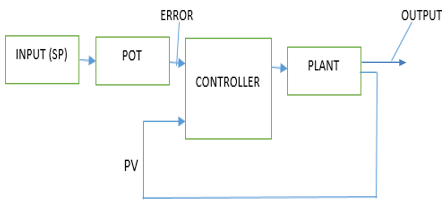 ERROR
OUTPUT
INPUT (SP)
POT
CONTROLLER
PLANT
PV